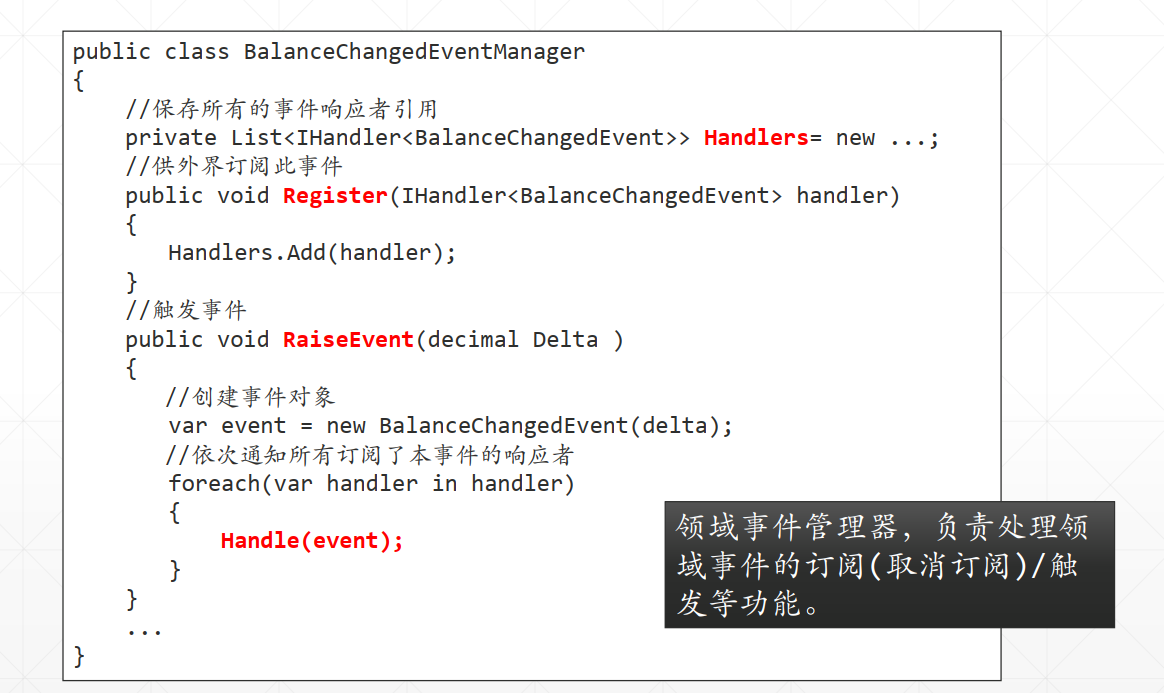 public class BalanceChangedEventManager
{
//保存所有的事件响应者引用
private List<IHandler<BalanceChangedEvent>> Handlers= new ...;
//供外界订阅此事件
public void Register(IHandler<BalanceChangedEvent> handler)
{
Handlers.Add(handler);
}
//触发事件
public void RaiseEvent(decimal Delta )
{
//创建事件对象
var event = new BalanceChangedEvent(delta);
//依次通知所有订阅了本事件的响应者
foreach(var handler in handler)
{
Handle(event);
}
}
...
}
领域事件管理器，负责处理领
域事件的订阅(取消订阅)/触
发等功能。